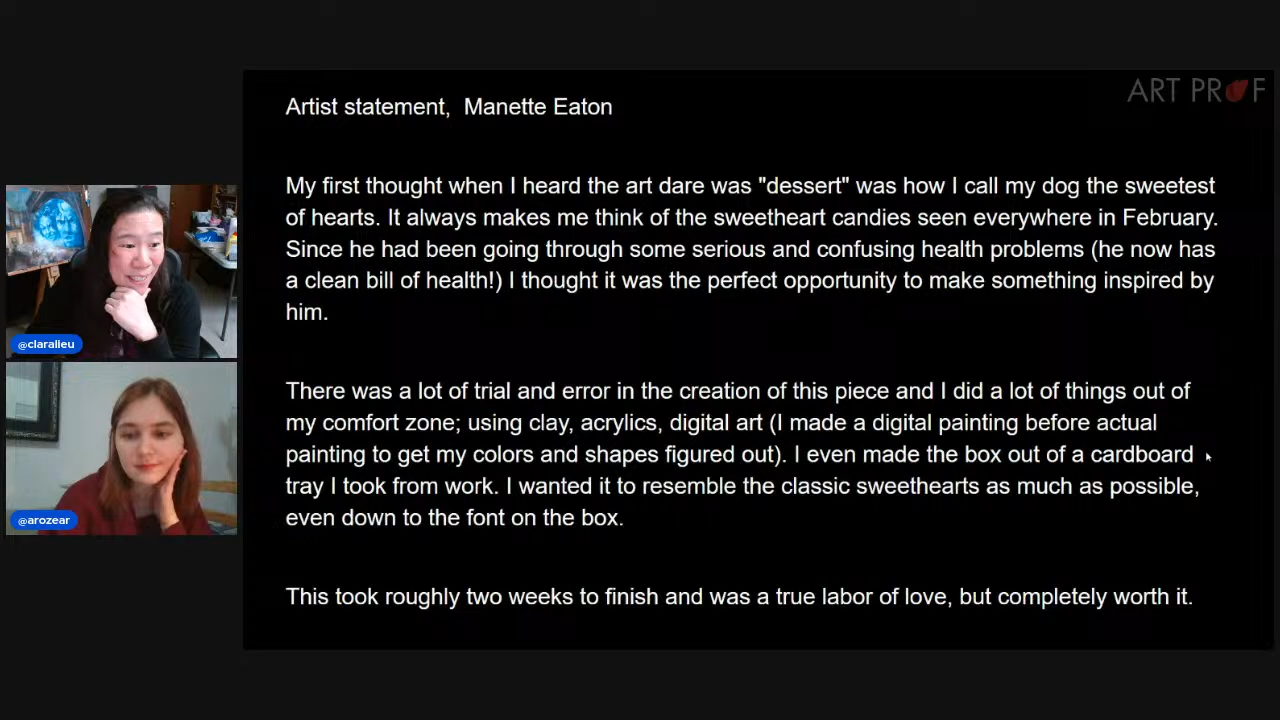 ART PROF
Artist statement,  Manette Eaton
My first thought when I heard the art dare was "dessert" was how I call my dog the sweetest
of hearts. It always makes me think of the sweetheart candies seen everywhere in February.
Since he had been going through some serious and confusing health problems (he now has
a clean bill of health!) I thought it was the perfect opportunity to make something inspired by
him.
There was a lot of trial and error in the creation of this piece and I did a lot of things out of
my comfort zone; using clay, acrylics, digital art (I made a digital painting before actual
painting to get my colors and shapes figured out). I even made the box out of a cardboard
tray I took from work. I wanted it to resemble the classic sweethearts as much as possible,
even down to the font on the box.
This took roughly two weeks to finish and was a true labor of love, but completely worth it.
@claralieu
@arozear